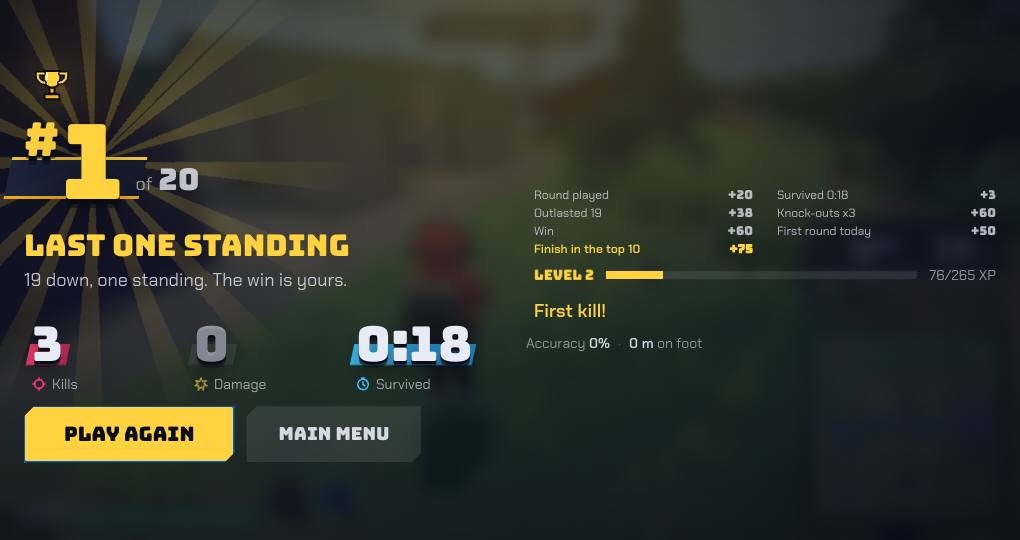 #1 of 20
LAST ONE STANDING
19 down, one standing. The win is yours.
3
Kills
0
Damage
0:18
Survived
PLAY AGAIN
MAIN MENU
Round played +20
Outlasted 19 +38
Win +60
Finish in the top 10 +75
Survived 0:18 +3
Knock-outs x3 +60
First round today +50
LEVEL 2 76/265 XP
First kill!
Accuracy 0% · 0 m on foot